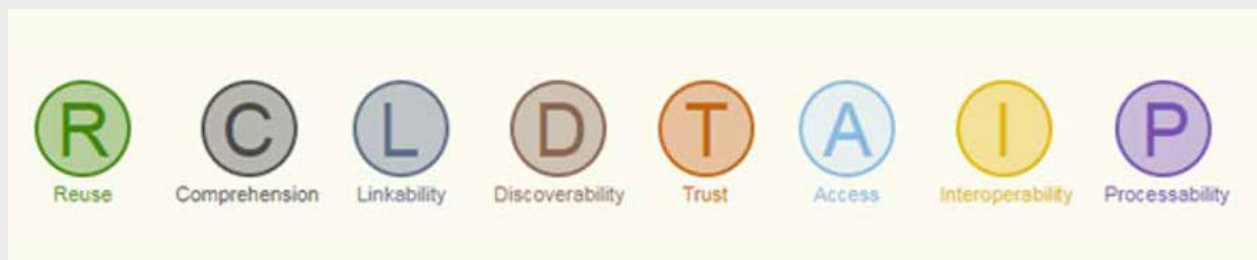 R C L D T A I P
Reuse Comprehension Linkability Discoverability Trust Access Interoperability Processability